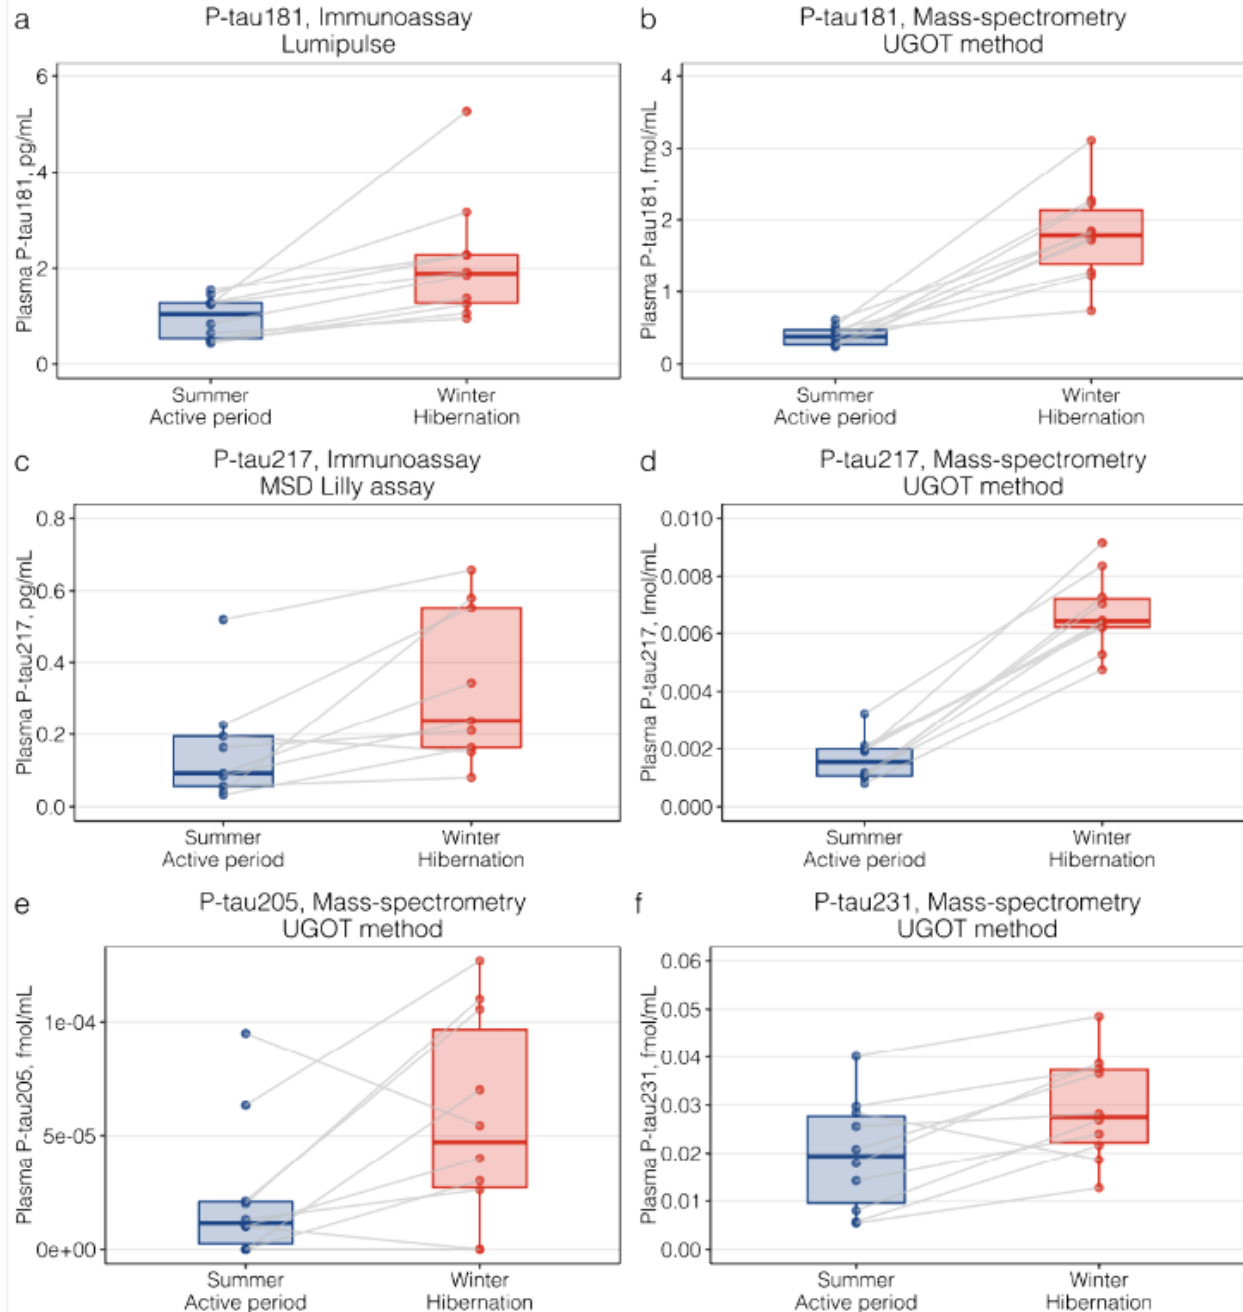 a
P-tau181, Immunoassay
Lumipulse
Plasma P-tau181, pg/mL
6
4
2
0
Summer
Active period
Winter
Hibernation
b
P-tau181, Mass-spectrometry
UGOT method
Plasma P-tau181, fmol/mL
4
3
2
1
0
Summer
Active period
Winter
Hibernation
c
P-tau217, Immunoassay
MSD Lilly assay
Plasma P-tau217, pg/mL
0.8
0.6
0.4
0.2
0.0
Summer
Active period
Winter
Hibernation
d
P-tau217, Mass-spectrometry
UGOT method
Plasma P-tau217, fmol/mL
0.010
0.008
0.006
0.004
0.002
0.000
Summer
Active period
Winter
Hibernation
e
P-tau205, Mass-spectrometry
UGOT method
Plasma P-tau205, fmol/mL
1e-04
5e-05
0e+00
Summer
Active period
Winter
Hibernation
f
P-tau231, Mass-spectrometry
UGOT method
Plasma P-tau231, fmol/mL
0.06
0.05
0.04
0.03
0.02
0.01
0.00
Summer
Active period
Winter
Hibernation